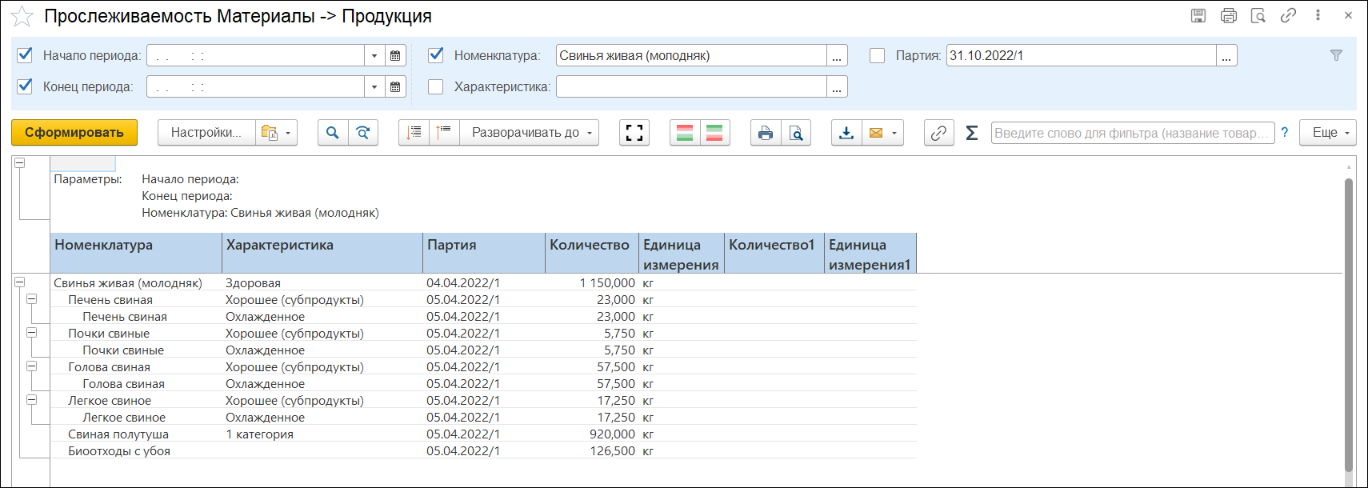 Прослеживаемость Материалы -> Продукция
Начало периода: . . : : Номенклатура: Свинья живая (молодняк) ... Партия: 31.10.2022/1 ...
Конец периода: . . : : Характеристика: ...
Сформировать Настройки... Разворачивать до Σ Введите слово для фильтра (название товар... ? Еще
Параметры: Начало периода:
Конец периода:
Номенклатура: Свинья живая (молодняк)
Номенклатура Характеристика Партия Количество Единица измерения Количество1 Единица измерения1
Свинья живая (молодняк) Здоровая 04.04.2022/1 1 150,000 кг
Печень свиная Хорошее (субпродукты) 05.04.2022/1 23,000 кг
Печень свиная Охлажденное 05.04.2022/1 23,000 кг
Почки свиные Хорошее (субпродукты) 05.04.2022/1 5,750 кг
Почки свиные Охлажденное 05.04.2022/1 5,750 кг
Голова свиная Хорошее (субпродукты) 05.04.2022/1 57,500 кг
Голова свиная Охлажденное 05.04.2022/1 57,500 кг
Легкое свиное Хорошее (субпродукты) 05.04.2022/1 17,250 кг
Легкое свиное Охлажденное 05.04.2022/1 17,250 кг
Свиная полутуша 1 категория 05.04.2022/1 920,000 кг
Биоотходы с убоя 05.04.2022/1 126,500 кг